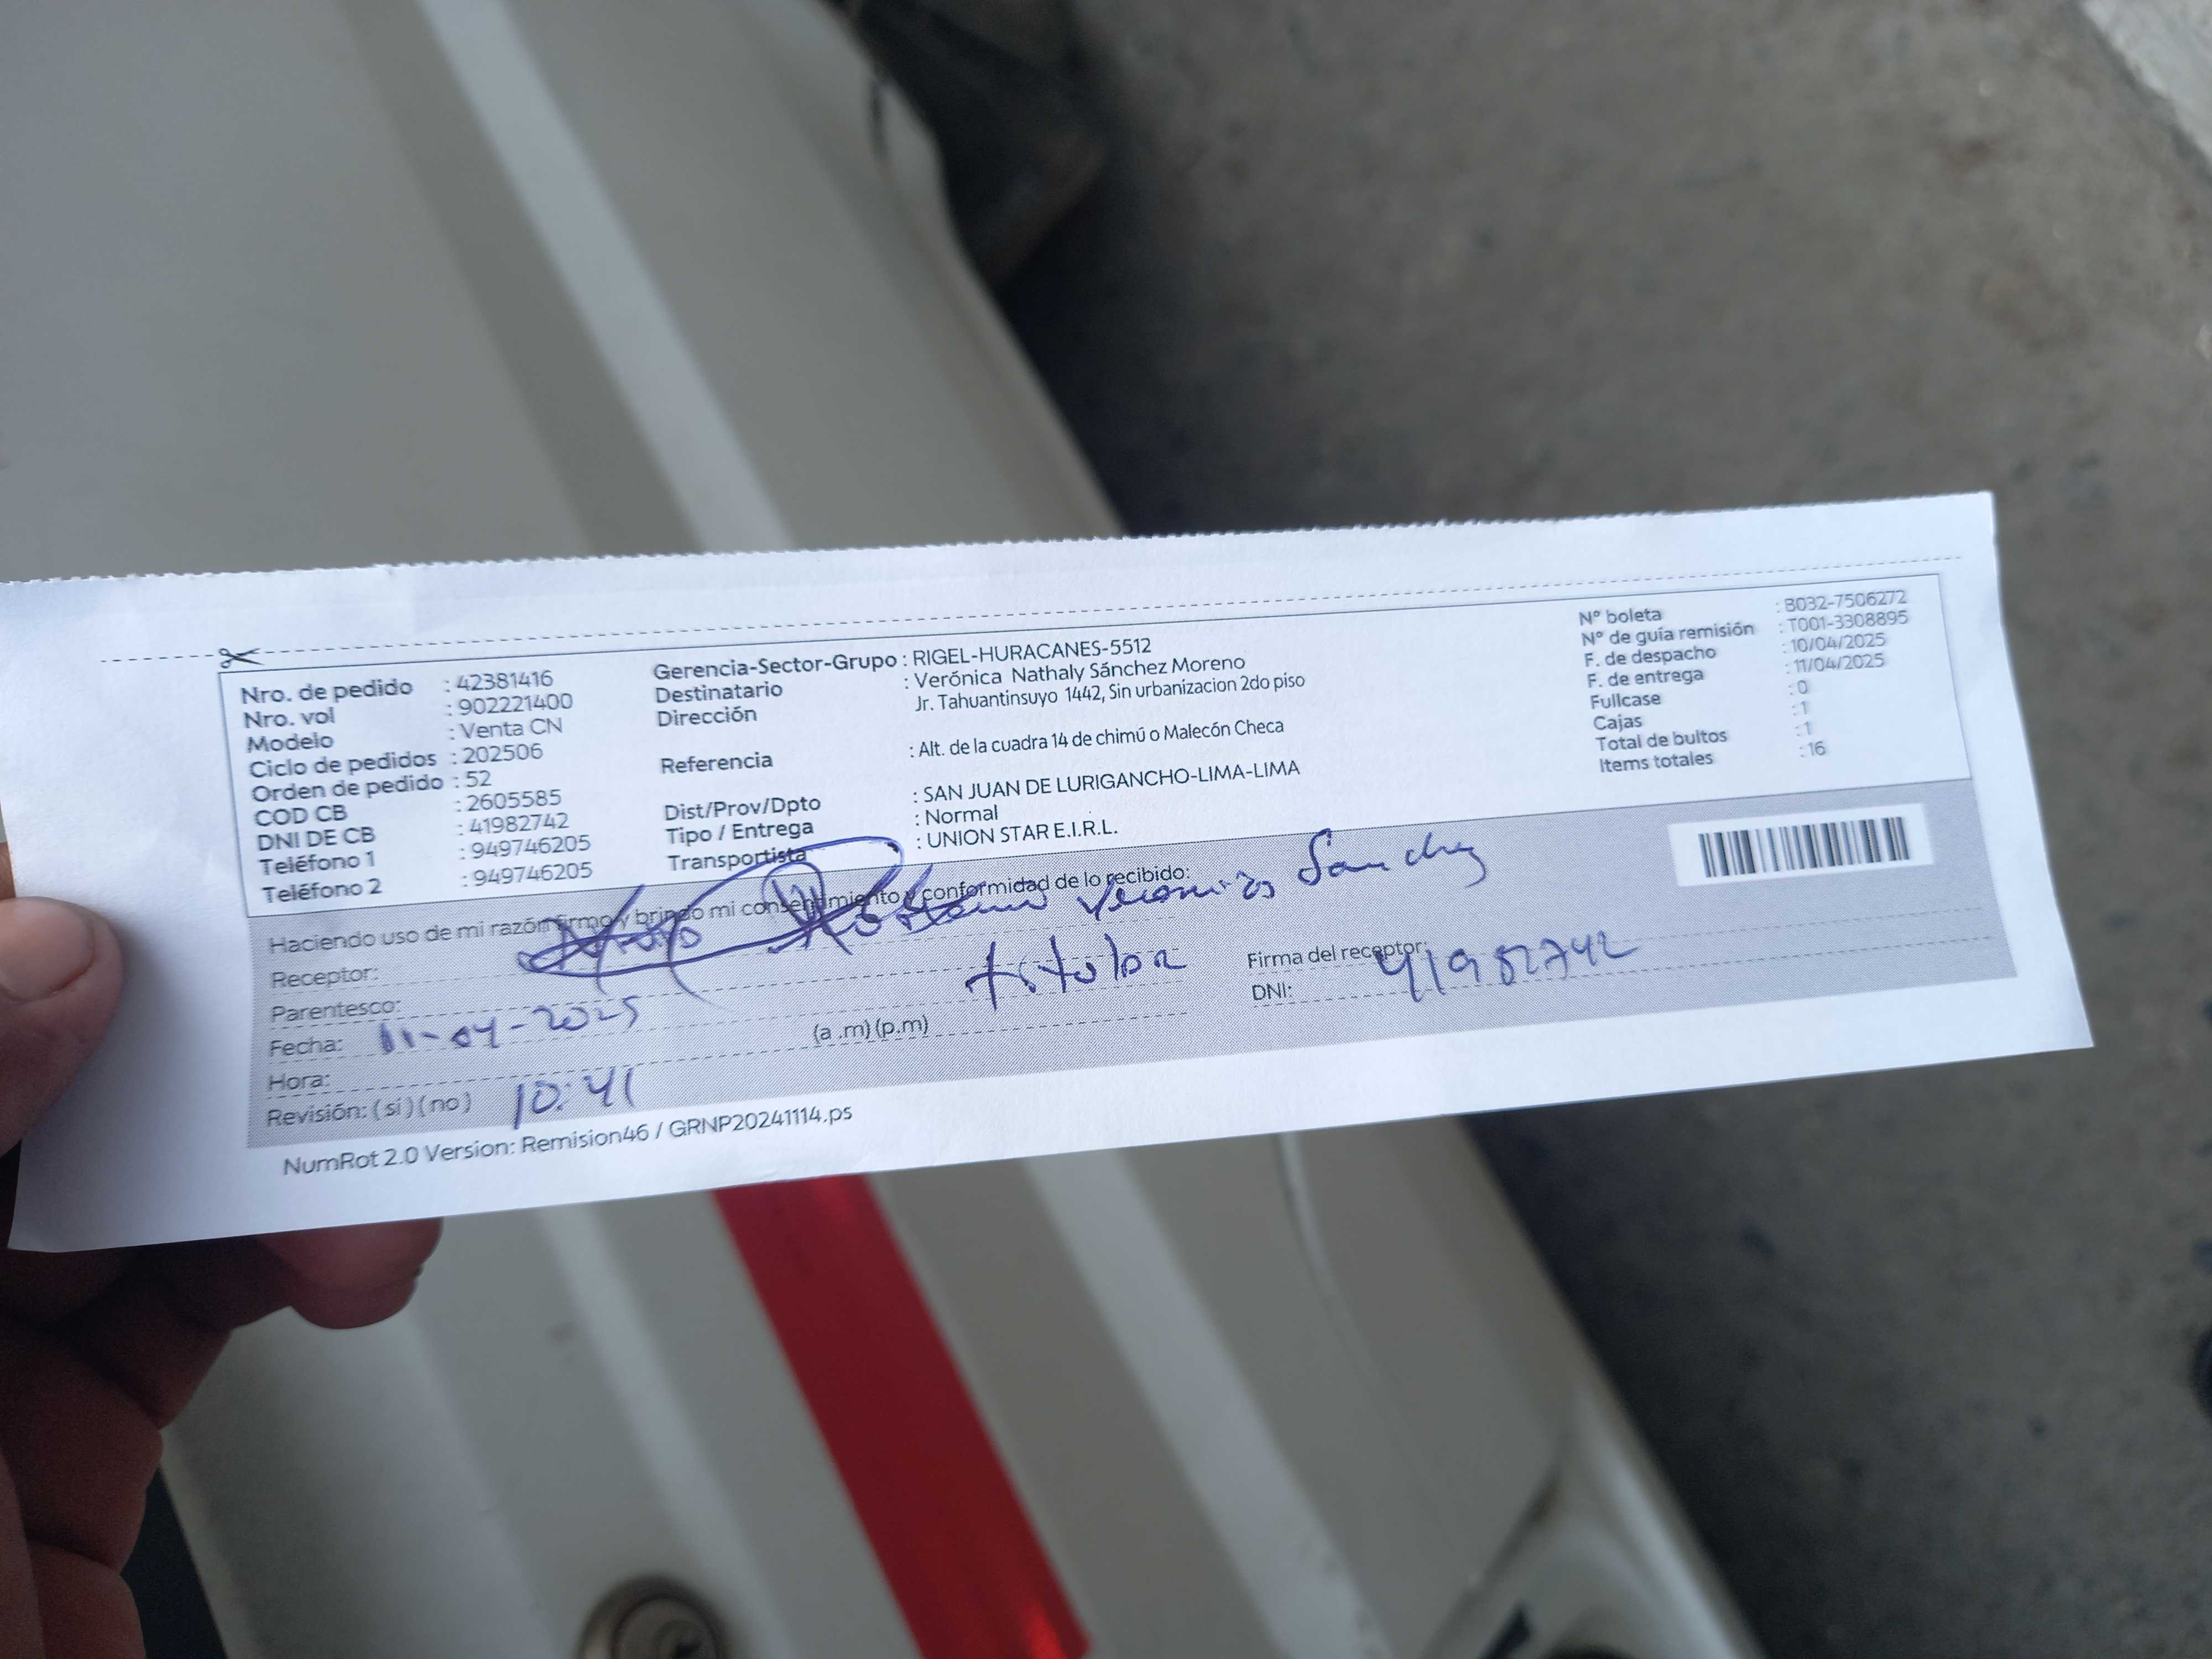 Nro. de pedido : 42381416
Nro. vol : 902221400
Modelo : Venta CN
Ciclo de pedidos : 202506
Orden de pedido : 52
COD CB : 2605585
DNI DE CB : 41982742
Teléfono 1 : 949746205
Teléfono 2 : 949746205
Gerencia-Sector-Grupo : RIGEL-HURACANES-5512
Destinatario : Verónica Nathaly Sánchez Moreno
Dirección Jr. Tahuantinsuyo 1442, Sin urbanizacion 2do piso
Referencia : Alt. de la cuadra 14 de chimú o Malecón Checa
Dist/Prov/Dpto : SAN JUAN DE LURIGANCHO-LIMA-LIMA
Tipo / Entrega : Normal
Transportista : UNION STAR E.I.R.L.
Nº boleta : B032-7506272
Nº de guía remisión : T001-3308895
F. de despacho : 10/04/2025
F. de entrega : 11/04/2025
Fullcase : 0
Cajas : 1
Total de bultos : 1
Items totales : 16
Haciendo uso de mi razón firmo y brindo mi consentimiento y conformidad de lo recibido:
Receptor: Sanchez
Parentesco: titular
Firma del receptor:
DNI: 41982742
Fecha: 11-04-2025
Hora: (a .m) (p.m)
Revisión: ( si ) ( no ) 10:41
NumRot 2.0 Version: Remision46 / GRNP20241114.ps